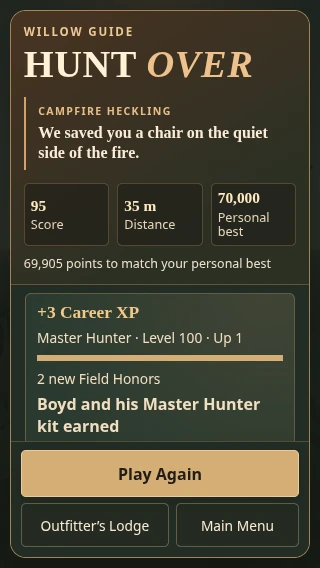 WILLOW GUIDE
HUNT OVER
CAMPFIRE HECKLING
We saved you a chair on the quiet
side of the fire.
95
Score
35 m
Distance
70,000
Personal
best
69,905 points to match your personal best
+3 Career XP
Master Hunter · Level 100 · Up 1
2 new Field Honors
Boyd and his Master Hunter
kit earned
Play Again
Outfitter’s Lodge
Main Menu